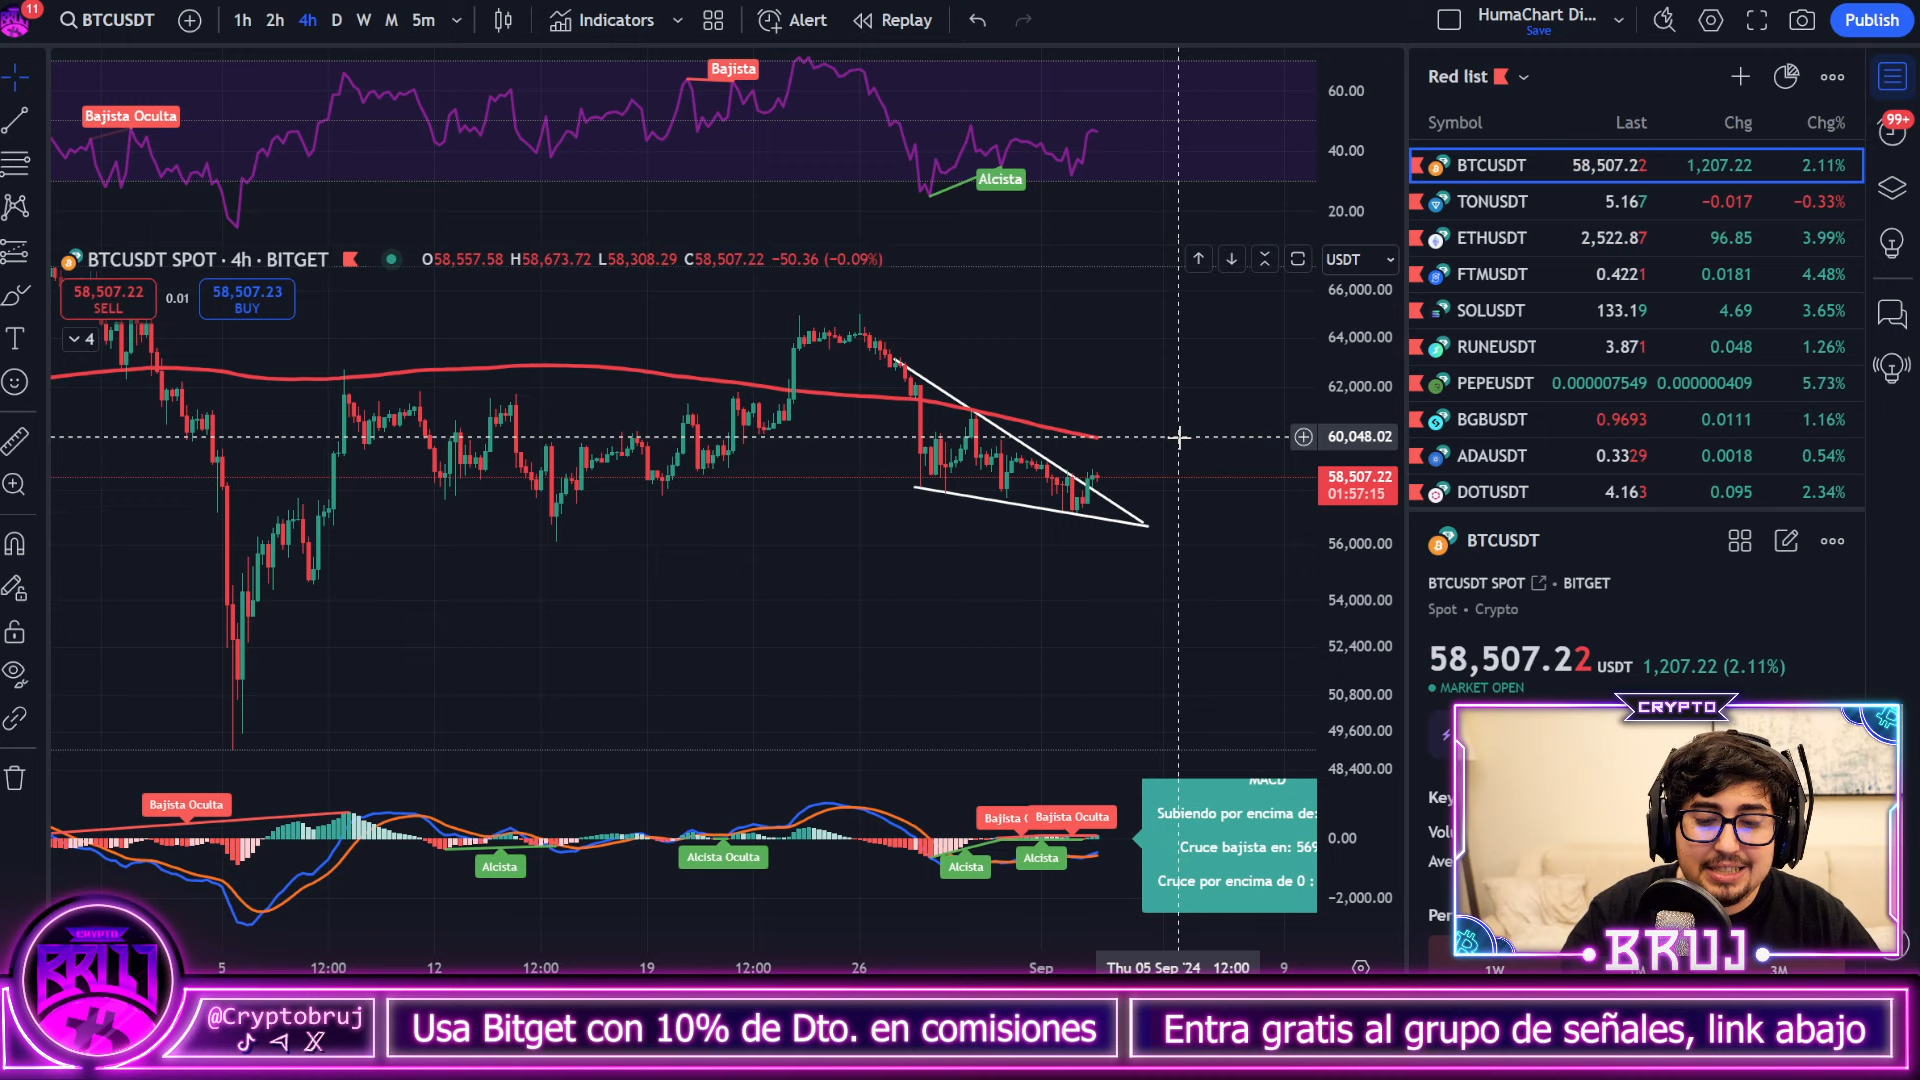 11
BTCUSDT
1h 2h 4h D W M 5m
Indicators
Alert
Replay
HumaChart Di...
Save
Publish
Bajista Oculta
Bajista
Alcista
60.00
40.00
20.00
BTCUSDT SPOT · 4h · BITGET
O58,557.58 H58,673.72 L58,308.29 C58,507.22 −50.36 (−0.09%)
USDT
58,507.22
SELL
0.01
58,507.23
BUY
4
66,000.00
64,000.00
62,000.00
60,048.02
58,507.22
01:57:15
56,000.00
54,000.00
52,400.00
50,800.00
49,600.00
48,400.00
Bajista Oculta
Alcista
Alcista Oculta
Bajista
Bajista Oculta
Alcista
Alcista
MACD
Subiendo por encima de:
Cruce bajista en: 569
Cruce por encima de 0 :
0.00
−2,000.00
5 12:00 12 12:00 19 12:00 26 Sep Thu 05 Sep '24 12:00 9
Red list
99+
Symbol Last Chg Chg%
BTCUSDT 58,507.22 1,207.22 2.11%
TONUSDT 5.167 −0.017 −0.33%
ETHUSDT 2,522.87 96.85 3.99%
FTMUSDT 0.4221 0.0181 4.48%
SOLUSDT 133.19 4.69 3.65%
RUNEUSDT 3.871 0.048 1.26%
PEPEUSDT 0.000007549 0.000000409 5.73%
BGBUSDT 0.9693 0.0111 1.16%
ADAUSDT 0.3329 0.0018 0.54%
DOTUSDT 4.163 0.095 2.34%
BTCUSDT
BTCUSDT SPOT • BITGET
Spot • Crypto
58,507.22 USDT 1,207.22 (2.11%)
MARKET OPEN
CRYPTO
Key
Volu
Ave
Per
BRUJ
1W
3M
CRYPTO
BRUJ
@Cryptobruj
Usa Bitget con 10% de Dto. en comisiones
Entra gratis al grupo de señales, link abajo